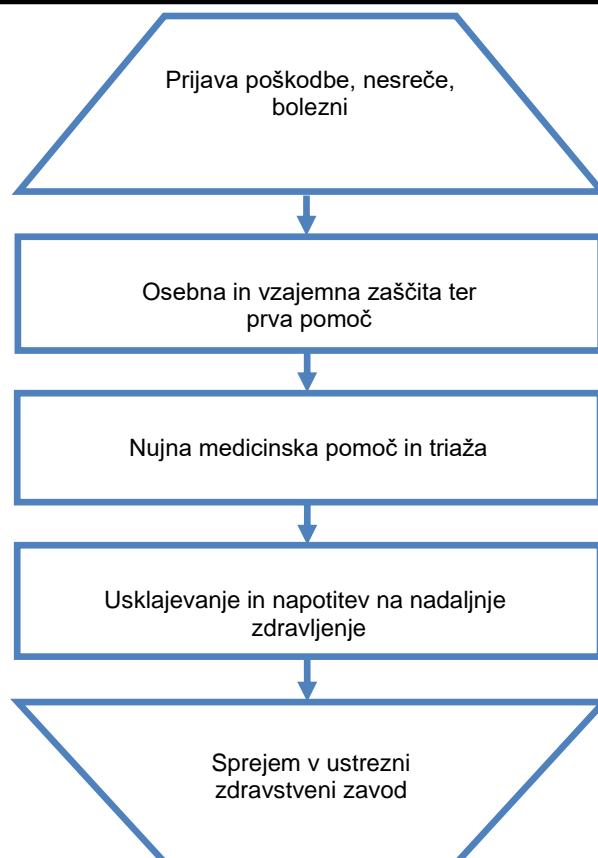 Prijava poškodbe, nesreče,
bolezni
Osebna in vzajemna zaščita ter
prva pomoč
Nujna medicinska pomoč in triaža
Usklajevanje in napotitev na nadaljnje
zdravljenje
Sprejem v ustrezni
zdravstveni zavod